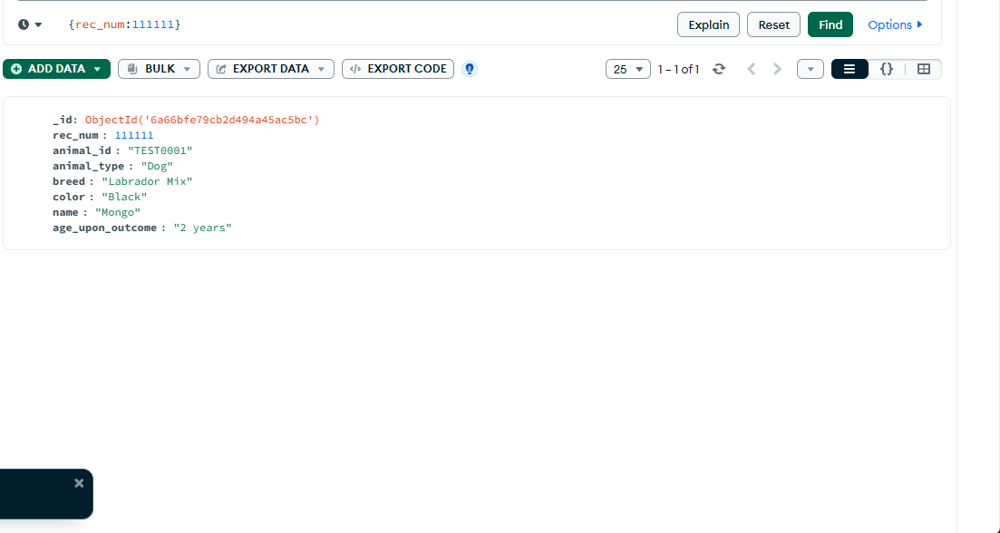 {rec_num:111111}
Explain
Reset
Find
Options
ADD DATA
BULK
EXPORT DATA
EXPORT CODE
25
1 – 1 of 1
{}
_id: ObjectId('6a66bfe79cb2d494a45ac5bc')
rec_num : 111111
animal_id : "TEST0001"
animal_type : "Dog"
breed : "Labrador Mix"
color : "Black"
name : "Mongo"
age_upon_outcome : "2 years"